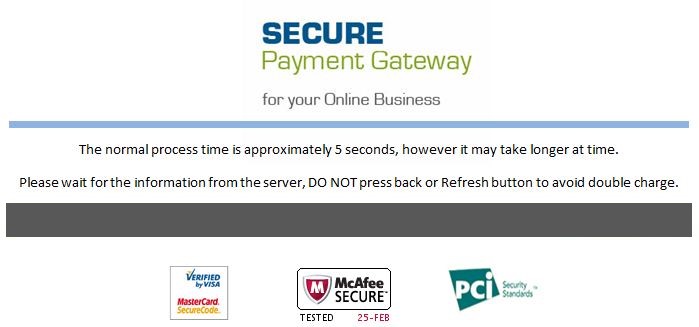 SECURE
Payment Gateway
for your Online Business
The normal process time is approximately 5 seconds, however it may take longer at time.
Please wait for the information from the server, DO NOT press back or Refresh button to avoid double charge.
VERIFIED
by VISA
MasterCard.
SecureCode.
McAfee
SECURE™
TESTED 25-FEB
PCi Security
Standards™